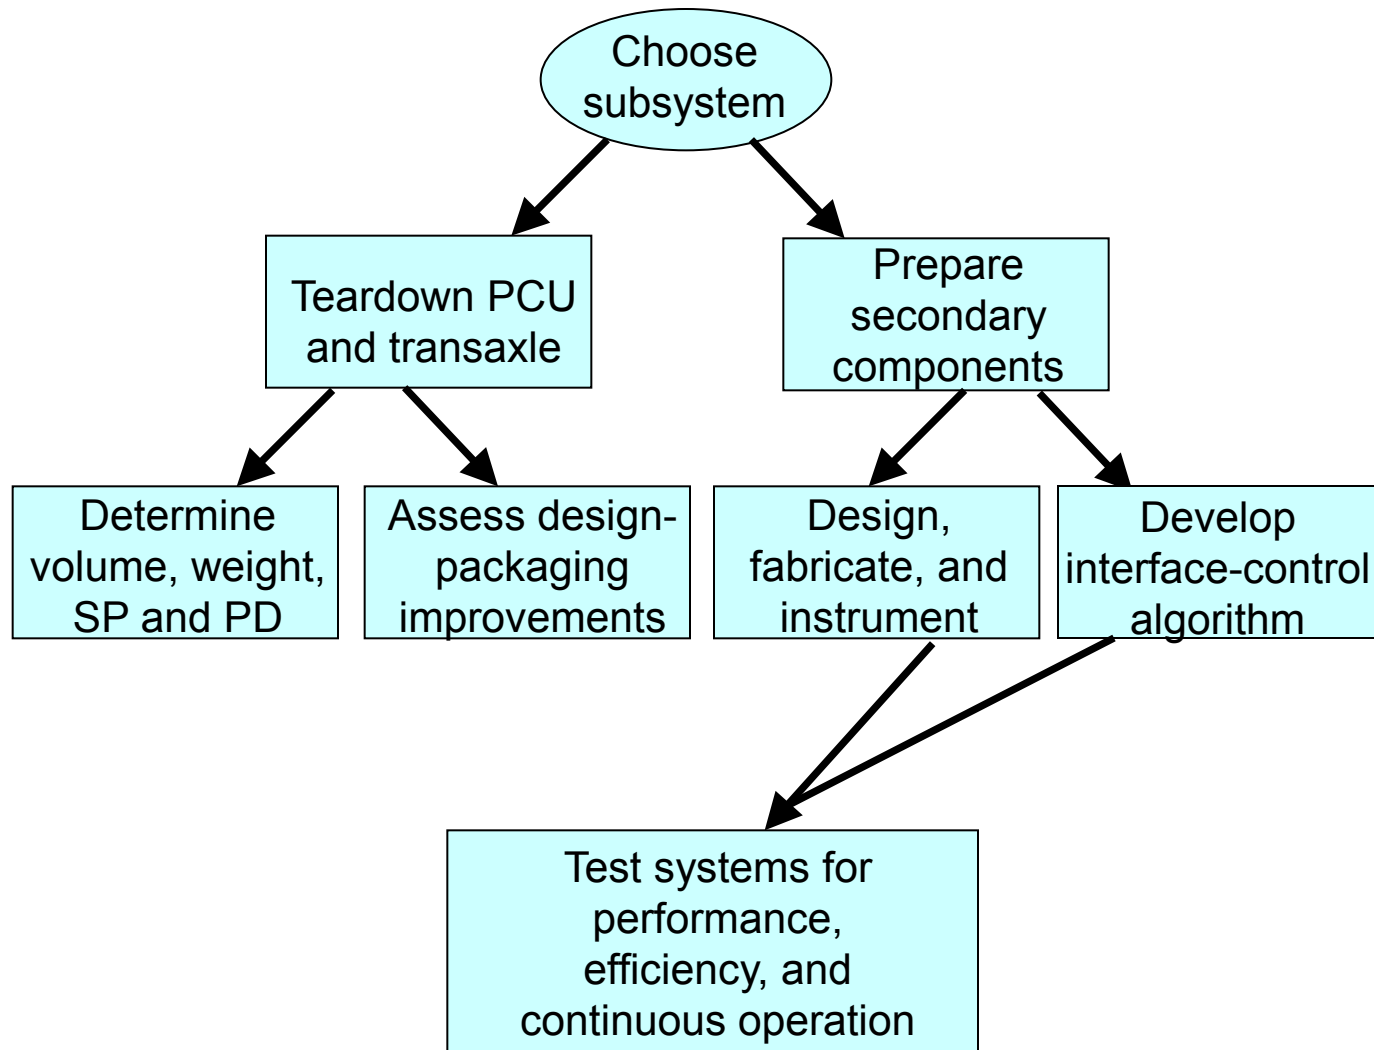 Choose
subsystem
Teardown PCU
and transaxle
Prepare
secondary
components
Determine
volume, weight,
SP and PD
Assess design-
packaging
improvements
Design,
fabricate, and
instrument
Develop
interface-control
algorithm
Test systems for
performance,
efficiency, and
continuous operation